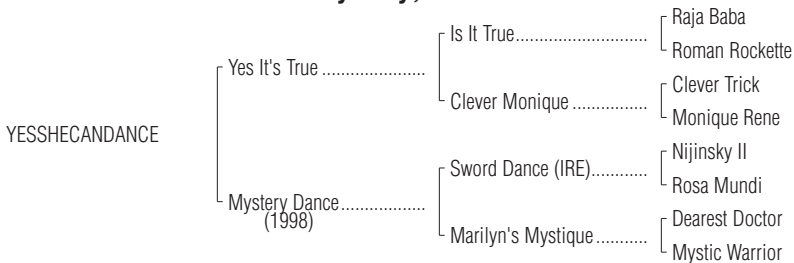 Raja Baba
Is It True
Roman Rockette
Yes It's True
Clever Trick
Clever Monique
Monique Rene
YESSHECANDANCE
Nijinsky II
Sword Dance (IRE)
Rosa Mundi
Mystery Dance
(1998)
Dearest Doctor
Marilyn's Mystique
Mystic Warrior